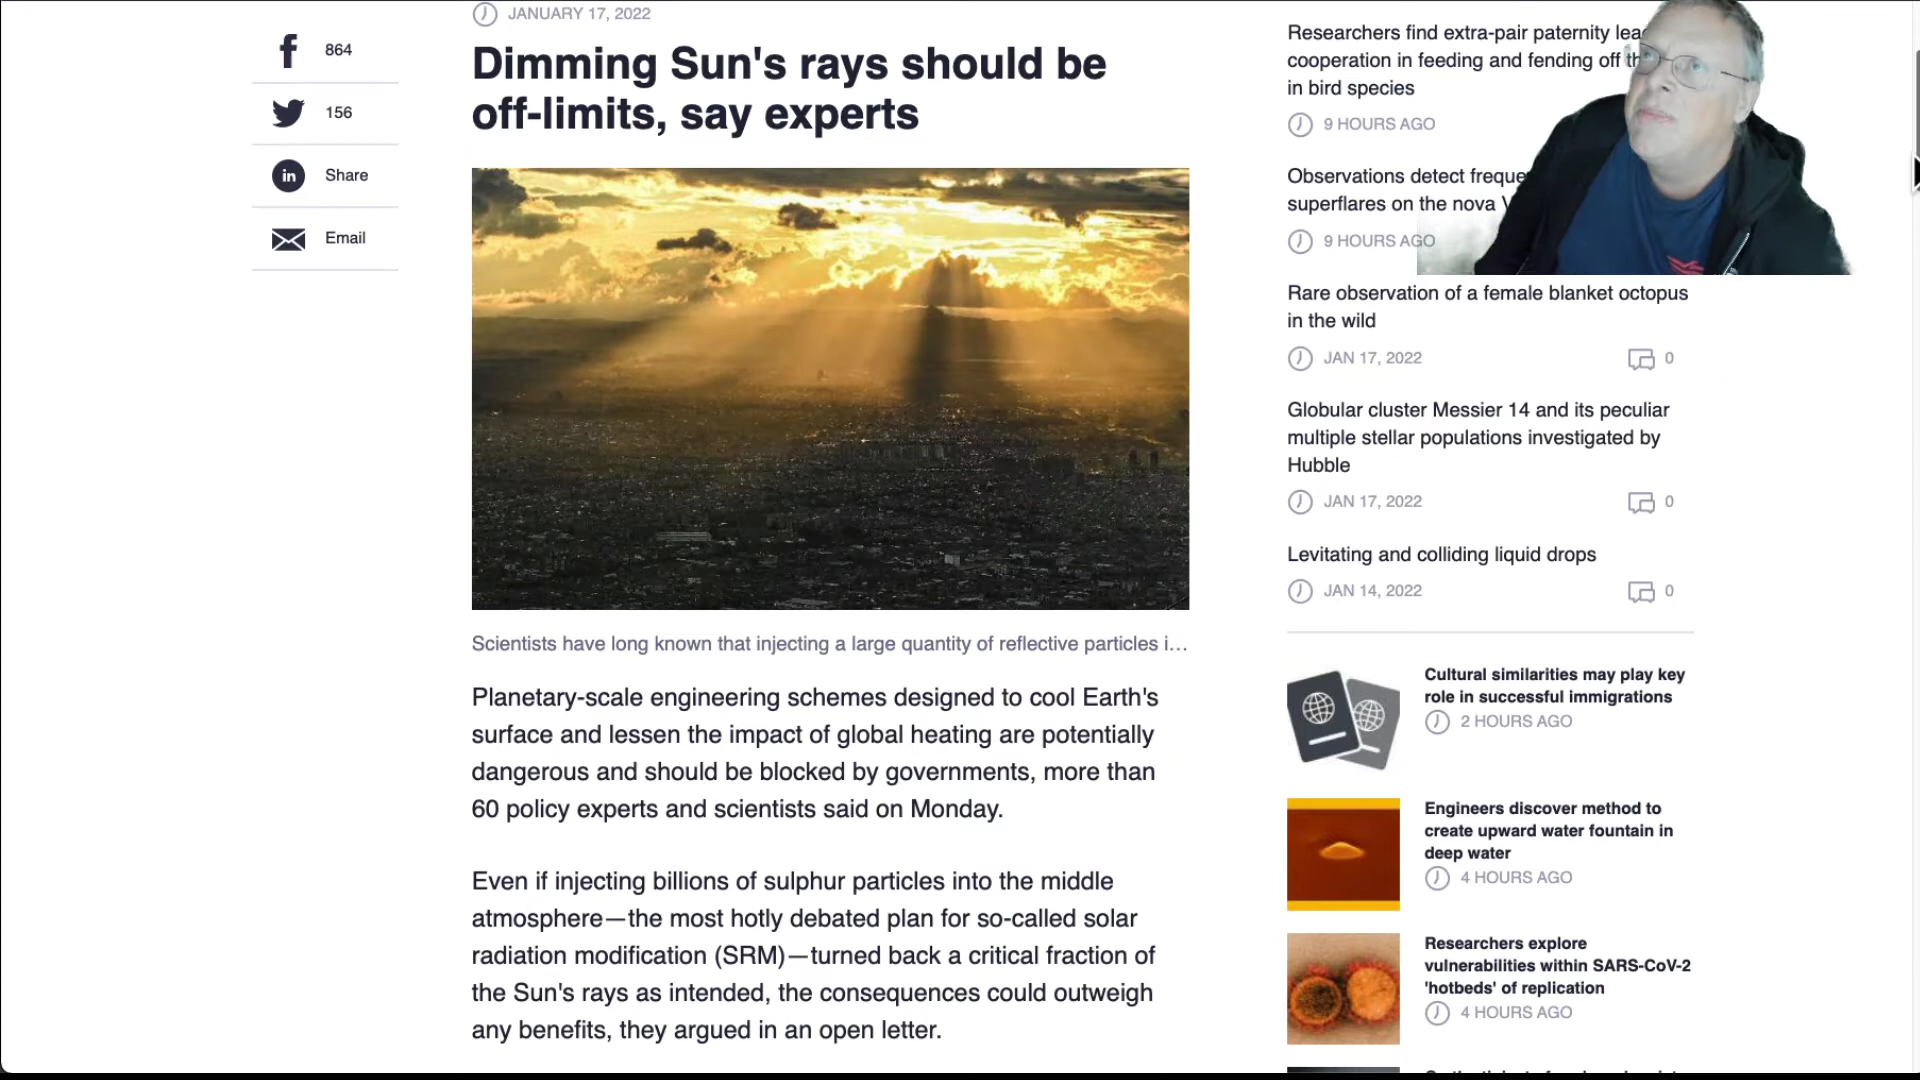 JANUARY 17, 2022
864
156
in Share
Email
Dimming Sun's rays should be
off-limits, say experts
Scientists have long known that injecting a large quantity of reflective particles i...
Planetary-scale engineering schemes designed to cool Earth's
surface and lessen the impact of global heating are potentially
dangerous and should be blocked by governments, more than
60 policy experts and scientists said on Monday.
Even if injecting billions of sulphur particles into the middle
atmosphere—the most hotly debated plan for so-called solar
radiation modification (SRM)—turned back a critical fraction of
the Sun's rays as intended, the consequences could outweigh
any benefits, they argued in an open letter.
Researchers find extra-pair paternity
cooperation in feeding and fending off
in bird species
9 HOURS AGO
Observations detect
superflares on the nova
9 HOURS AGO
Rare observation of a female blanket octopus
in the wild
JAN 17, 2022 0
Globular cluster Messier 14 and its peculiar
multiple stellar populations investigated by
Hubble
JAN 17, 2022 0
Levitating and colliding liquid drops
JAN 14, 2022 0
Cultural similarities may play key
role in successful immigrations
2 HOURS AGO
Engineers discover method to
create upward water fountain in
deep water
4 HOURS AGO
Researchers explore
vulnerabilities within SARS-CoV-2
'hotbeds' of replication
4 HOURS AGO